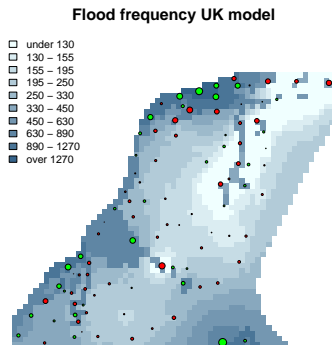 Flood frequency UK model
under 130
130 – 155
155 – 195
195 – 250
250 – 330
330 – 450
450 – 630
630 – 890
890 – 1270
over 1270